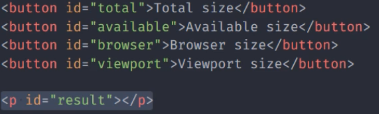 <button id="total">Total size</button>
<button id="available">Available size</button>
<button id="browser">Browser size</button>
<button id="viewport">Viewport size</button>
<p id="result"></p>